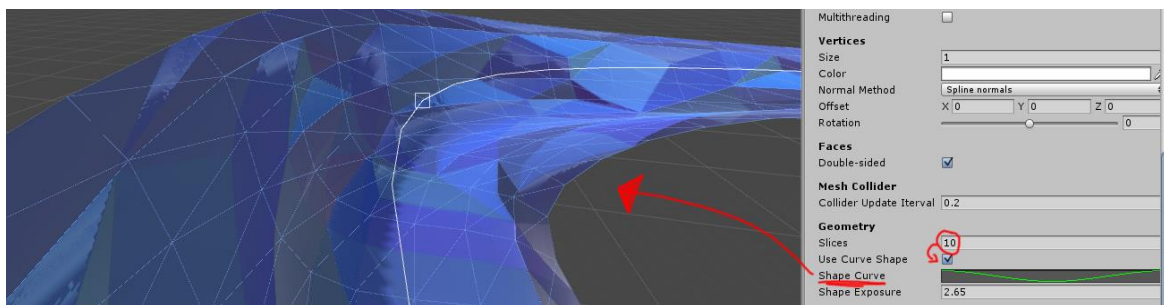 Multithreading
Vertices
Size 1
Color
Normal Method Spline normals
Offset X 0 Y 0 Z 0
Rotation 0
Faces
Double-sided
Mesh Collider
Collider Update Iterval 0.2
Geometry
Slices 10
Use Curve Shape
Shape Curve
Shape Exposure 2.65